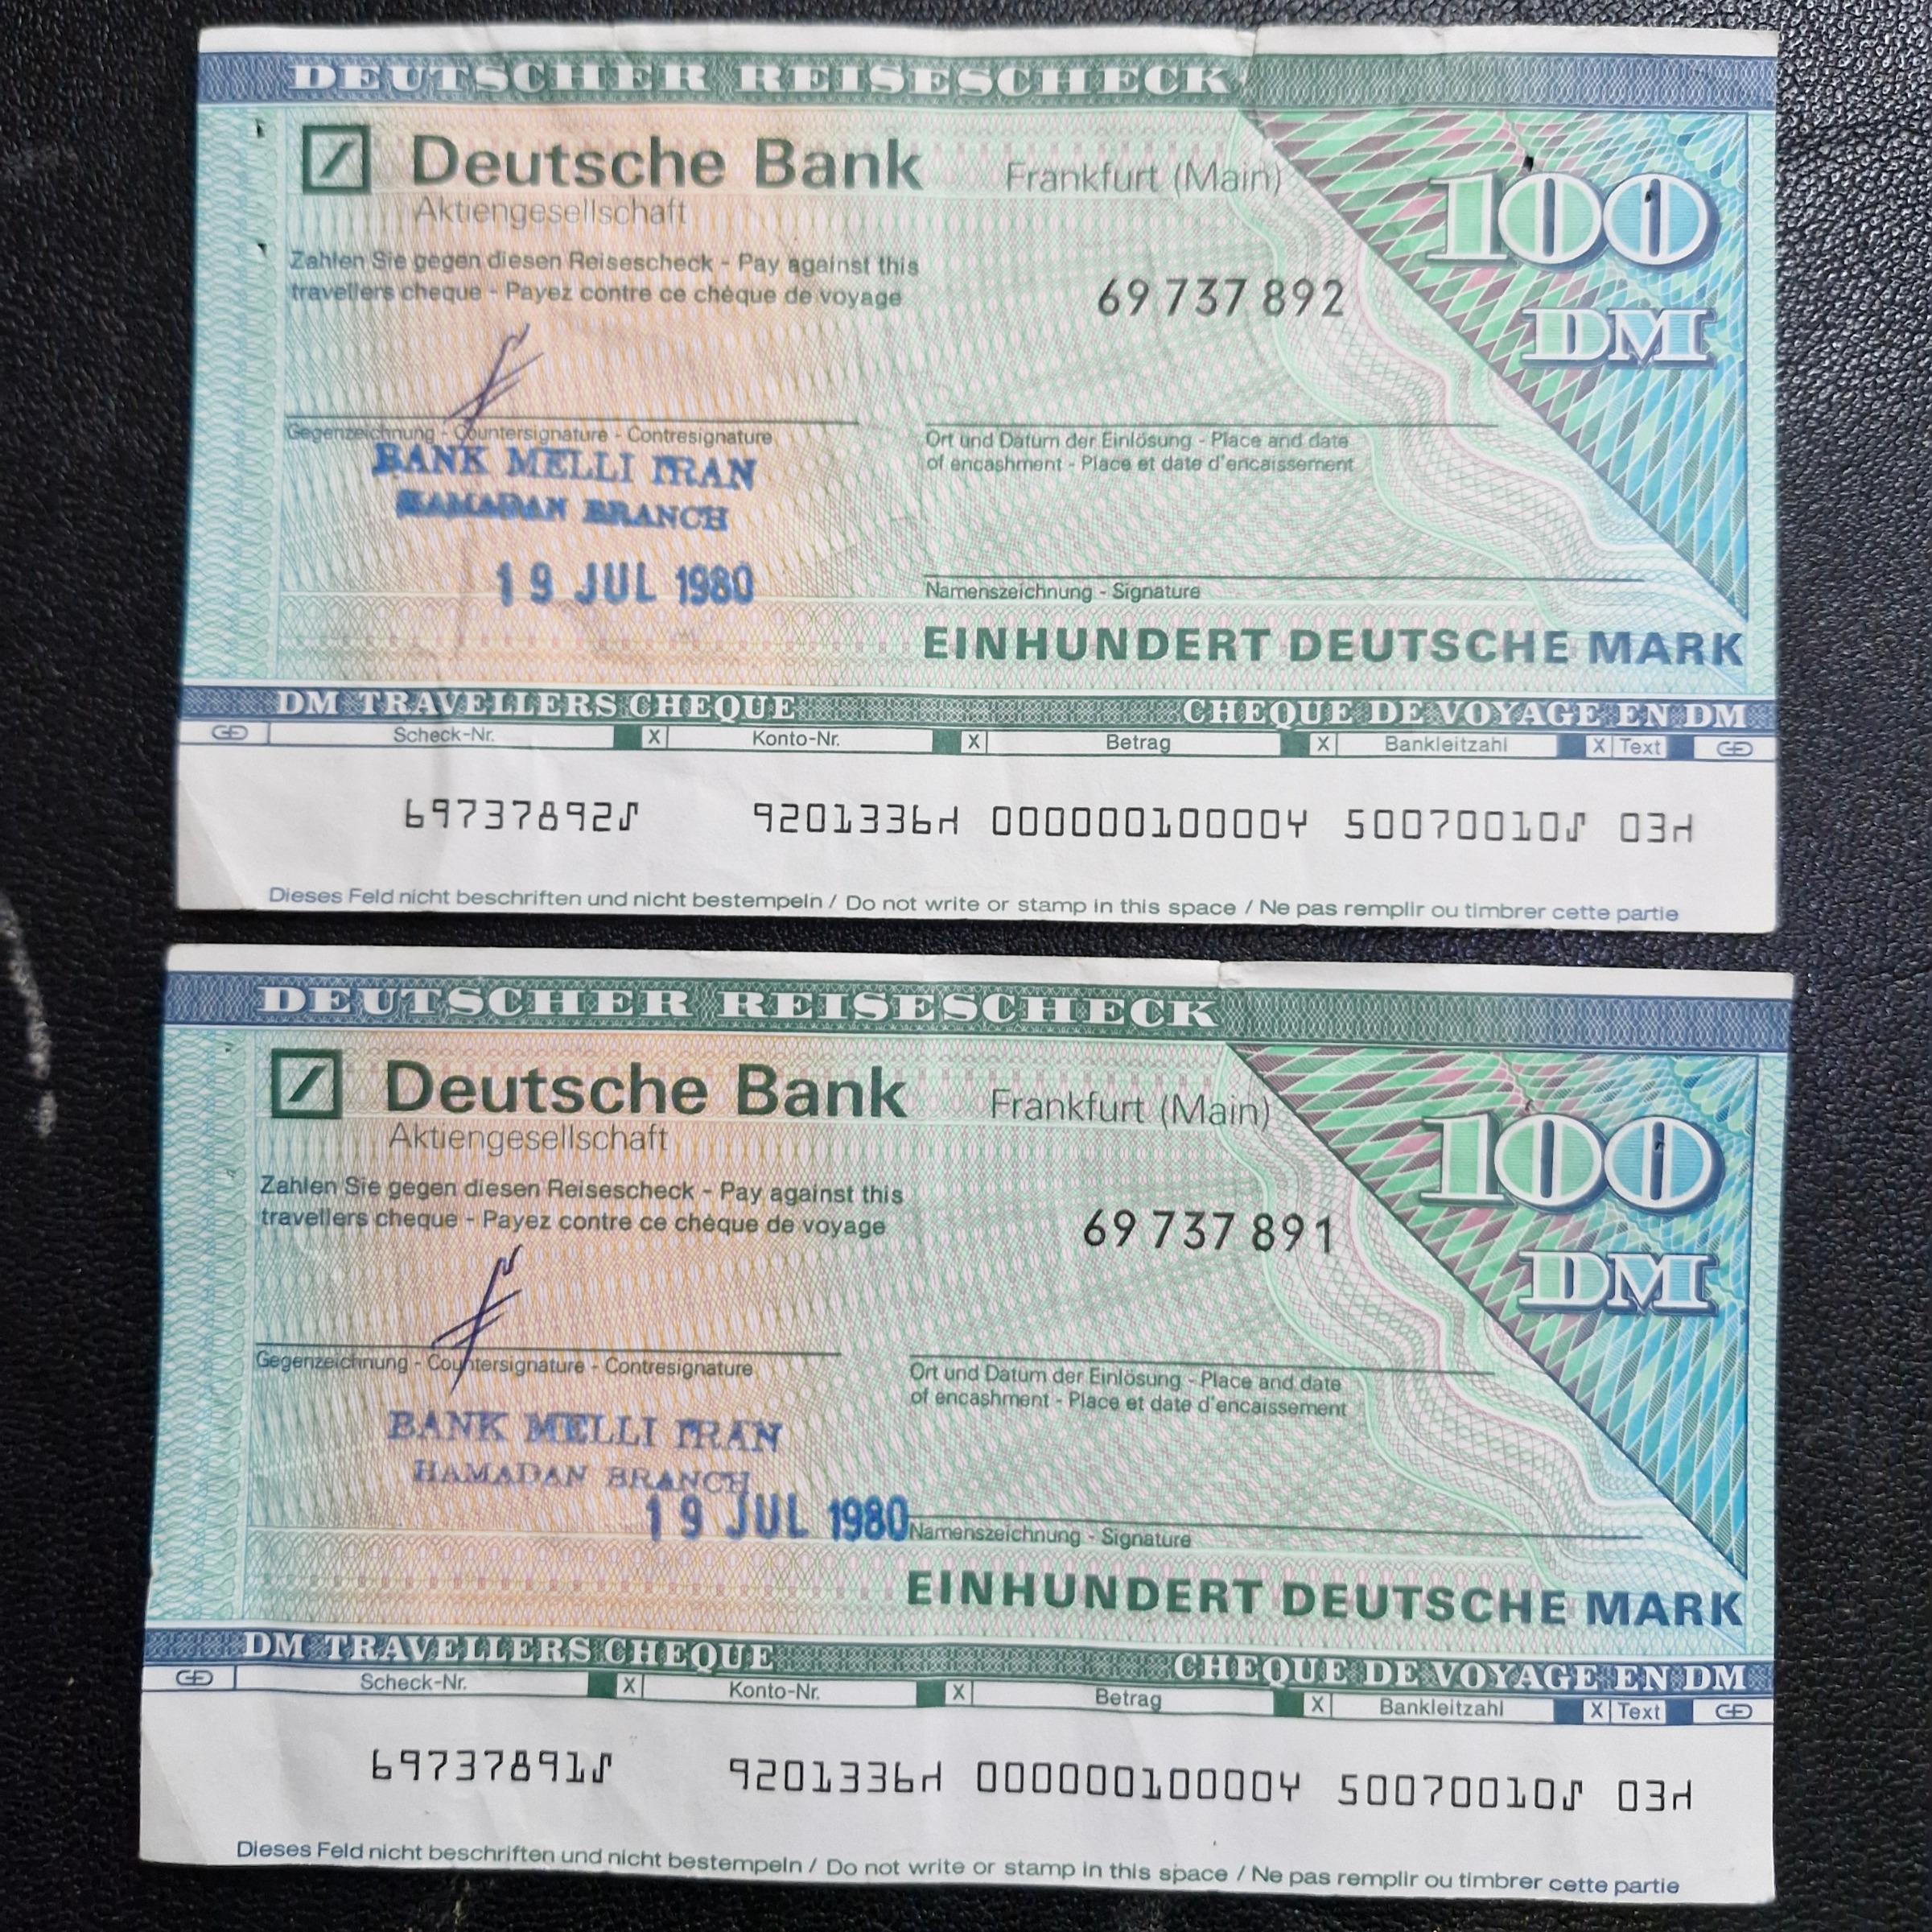 DEUTSCHER REISESCHECK
Deutsche Bank Frankfurt (Main)
Aktiengesellschaft
100
DM
Zahlen Sie gegen diesen Reisescheck - Pay against this
travellers cheque - Payez contre ce chèque de voyage
69 737 892
Gegenzeichnung - Countersignature - Contresignature
BANK MELLI IRAN
HAMADAN BRANCH
19 JUL 1980
Ort und Datum der Einlösung - Place and date
of encashment - Place et date d'encaissement
Namenszeichnung - Signature
EINHUNDERT DEUTSCHE MARK
DM TRAVELLERS CHEQUE CHEQUE DE VOYAGE EN DM
Scheck-Nr. X Konto-Nr. X Betrag X Bankleitzahl X Text
69737892⑀ 9201336⑁ 00000010000⑂ 50070010⑀ 03⑁
Dieses Feld nicht beschriften und nicht bestempeln / Do not write or stamp in this space / Ne pas remplir ou timbrer cette partie
DEUTSCHER REISESCHECK
Deutsche Bank Frankfurt (Main)
Aktiengesellschaft
100
DM
Zahlen Sie gegen diesen Reisescheck - Pay against this
travellers cheque - Payez contre ce chèque de voyage
69 737 891
Gegenzeichnung - Countersignature - Contresignature
BANK MELLI IRAN
HAMADAN BRANCH
19 JUL 1980
Ort und Datum der Einlösung - Place and date
of encashment - Place et date d'encaissement
Namenszeichnung - Signature
EINHUNDERT DEUTSCHE MARK
DM TRAVELLERS CHEQUE CHEQUE DE VOYAGE EN DM
Scheck-Nr. X Konto-Nr. X Betrag X Bankleitzahl X Text
69737891⑀ 9201336⑁ 00000010000⑂ 50070010⑀ 03⑁
Dieses Feld nicht beschriften und nicht bestempeln / Do not write or stamp in this space / Ne pas remplir ou timbrer cette partie